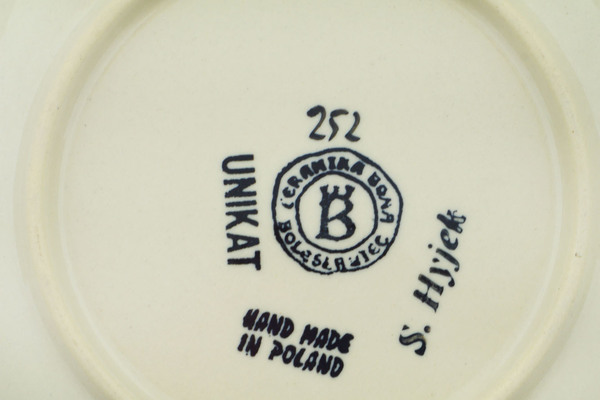 252
UNIKAT
CERAMIKA BONA
B
BOLESŁAWIEC
S. Hyjek
HAND MADE
IN POLAND